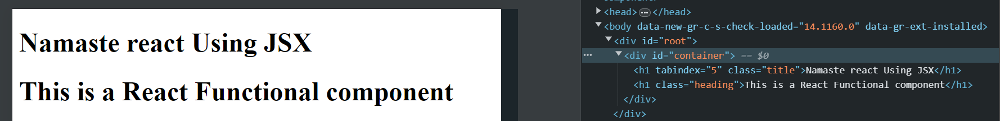 Namaste react Using JSX
This is a React Functional component
<head>···</head>
<body data-new-gr-c-s-check-loaded="14.1160.0" data-gr-ext-installed>
<div id="root">
··· <div id="container"> == $0
<h1 tabindex="5" class="title">Namaste react Using JSX</h1>
<h1 class="heading">This is a React Functional component</h1>
</div>
</div>